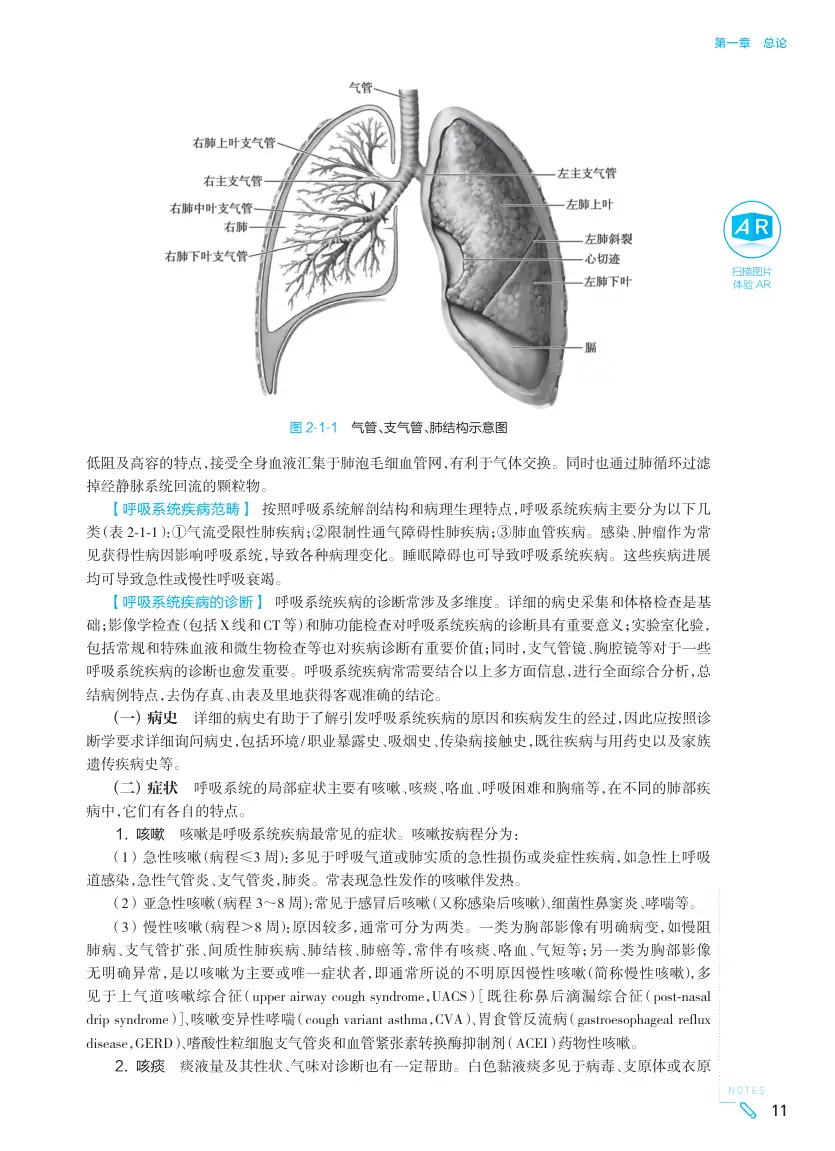 第一章 总论
气管
右肺上叶支气管
右主支气管
右肺中叶支气管
右肺
右肺下叶支气管
左主支气管
左肺上叶
左肺斜裂
心切迹
左肺下叶
膈
AR
扫描图片
体验 AR
图 2-1-1 气管、支气管、肺结构示意图
低阻及高容的特点，接受全身血液汇集于肺泡毛细血管网，有利于气体交换。同时也通过肺循环过滤
掉经静脉系统回流的颗粒物。
【呼吸系统疾病范畴】 按照呼吸系统解剖结构和病理生理特点，呼吸系统疾病主要分为以下几
类（表 2-1-1）：①气流受限性肺疾病；②限制性通气障碍性肺疾病；③肺血管疾病。感染、肿瘤作为常
见获得性病因影响呼吸系统，导致各种病理变化。睡眠障碍也可导致呼吸系统疾病。这些疾病进展
均可导致急性或慢性呼吸衰竭。
【呼吸系统疾病的诊断】 呼吸系统疾病的诊断常涉及多维度。详细的病史采集和体格检查是基
础；影像学检查（包括 X 线和 CT 等）和肺功能检查对呼吸系统疾病的诊断具有重要意义；实验室化验，
包括常规和特殊血液和微生物检查等也对疾病诊断有重要价值；同时，支气管镜、胸腔镜等对于一些
呼吸系统疾病的诊断也愈发重要。呼吸系统疾病常需要结合以上多方面信息，进行全面综合分析，总
结病例特点，去伪存真、由表及里地获得客观准确的结论。
（一）病史 详细的病史有助于了解引发呼吸系统疾病的原因和疾病发生的经过，因此应按照诊
断学要求详细询问病史，包括环境/职业暴露史、吸烟史、传染病接触史，既往疾病与用药史以及家族
遗传疾病史等。
（二）症状 呼吸系统的局部症状主要有咳嗽、咳痰、咯血、呼吸困难和胸痛等，在不同的肺部疾
病中，它们有各自的特点。
1. 咳嗽 咳嗽是呼吸系统疾病最常见的症状。咳嗽按病程分为：
（1）急性咳嗽（病程≤3 周）：多见于呼吸气道或肺实质的急性损伤或炎症性疾病，如急性上呼吸
道感染，急性气管炎、支气管炎，肺炎。常表现急性发作的咳嗽伴发热。
（2）亚急性咳嗽（病程 3～8 周）：常见于感冒后咳嗽（又称感染后咳嗽）、细菌性鼻窦炎、哮喘等。
（3）慢性咳嗽（病程＞8 周）：原因较多，通常可分为两类。一类为胸部影像有明确病变，如慢阻
肺病、支气管扩张、间质性肺疾病、肺结核、肺癌等，常伴有咳痰、咯血、气短等；另一类为胸部影像
无明确异常，是以咳嗽为主要或唯一症状者，即通常所说的不明原因慢性咳嗽（简称慢性咳嗽），多
见于上气道咳嗽综合征（upper airway cough syndrome，UACS）［既往称鼻后滴漏综合征（post-nasal
drip syndrome）］、咳嗽变异性哮喘（cough variant asthma，CVA）、胃食管反流病（gastroesophageal reflux
disease，GERD）、嗜酸性粒细胞支气管炎和血管紧张素转换酶抑制剂（ACEI）药物性咳嗽。
2. 咳痰 痰液量及其性状、气味对诊断也有一定帮助。白色黏液痰多见于病毒、支原体或衣原
NOTES
11